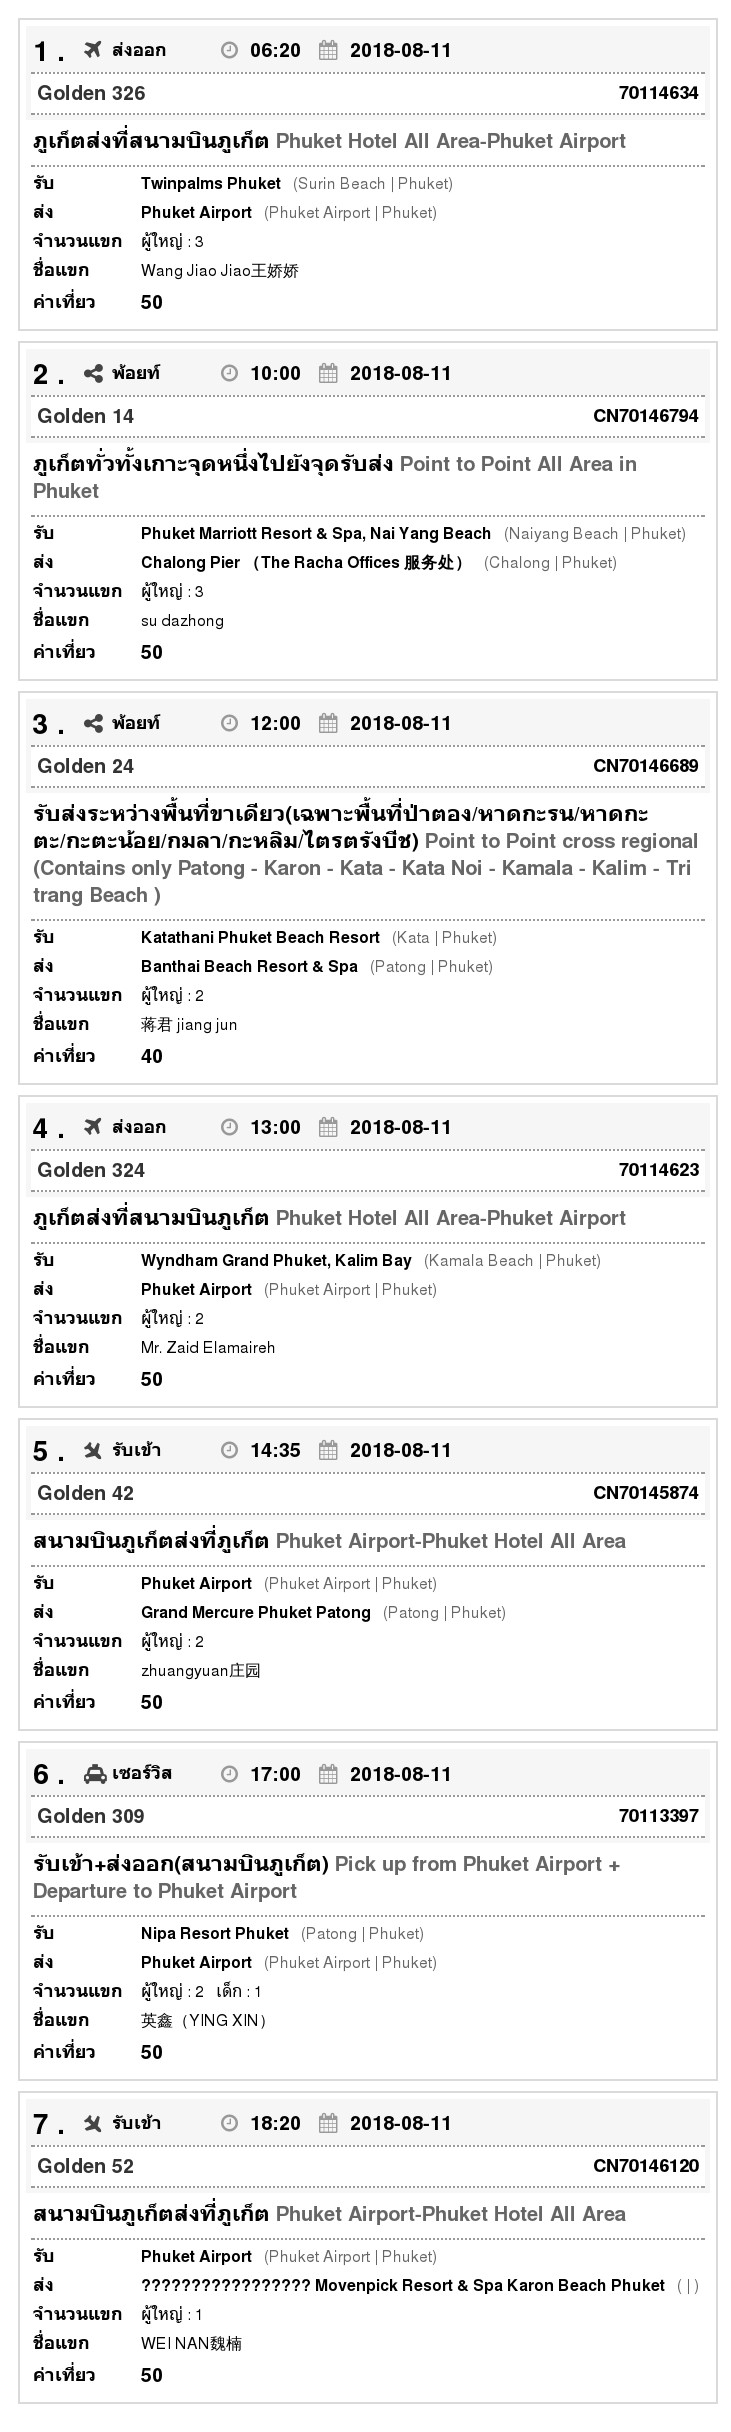 1 . ส่งออก 06:20 2018-08-11
Golden 326 70114634
ภูเก็ตส่งที่สนามบินภูเก็ต Phuket Hotel All Area-Phuket Airport
รับ Twinpalms Phuket (Surin Beach | Phuket)
ส่ง Phuket Airport (Phuket Airport | Phuket)
จำนวนแขก ผู้ใหญ่ : 3
ชื่อแขก Wang Jiao Jiao王娇娇
ค่าเที่ยว 50
2 . พ้อยท์ 10:00 2018-08-11
Golden 14 CN70146794
ภูเก็ตทั่วทั้งเกาะจุดหนึ่งไปยังจุดรับส่ง Point to Point All Area in
Phuket
รับ Phuket Marriott Resort & Spa, Nai Yang Beach (Naiyang Beach | Phuket)
ส่ง Chalong Pier （The Racha Offices 服务处） (Chalong | Phuket)
จำนวนแขก ผู้ใหญ่ : 3
ชื่อแขก su dazhong
ค่าเที่ยว 50
3 . พ้อยท์ 12:00 2018-08-11
Golden 24 CN70146689
รับส่งระหว่างพื้นที่ขาเดียว(เฉพาะพื้นที่ป่าตอง/หาดกะรน/หาดกะ
ตะ/กะตะน้อย/กมลา/กะหลิม/ไตรตรังบีช) Point to Point cross regional
(Contains only Patong - Karon - Kata - Kata Noi - Kamala - Kalim - Tri
trang Beach )
รับ Katathani Phuket Beach Resort (Kata | Phuket)
ส่ง Banthai Beach Resort & Spa (Patong | Phuket)
จำนวนแขก ผู้ใหญ่ : 2
ชื่อแขก 蒋君 jiang jun
ค่าเที่ยว 40
4 . ส่งออก 13:00 2018-08-11
Golden 324 70114623
ภูเก็ตส่งที่สนามบินภูเก็ต Phuket Hotel All Area-Phuket Airport
รับ Wyndham Grand Phuket, Kalim Bay (Kamala Beach | Phuket)
ส่ง Phuket Airport (Phuket Airport | Phuket)
จำนวนแขก ผู้ใหญ่ : 2
ชื่อแขก Mr. Zaid Elamaireh
ค่าเที่ยว 50
5 . รับเข้า 14:35 2018-08-11
Golden 42 CN70145874
สนามบินภูเก็ตส่งที่ภูเก็ต Phuket Airport-Phuket Hotel All Area
รับ Phuket Airport (Phuket Airport | Phuket)
ส่ง Grand Mercure Phuket Patong (Patong | Phuket)
จำนวนแขก ผู้ใหญ่ : 2
ชื่อแขก zhuangyuan庄园
ค่าเที่ยว 50
6 . เซอร์วิส 17:00 2018-08-11
Golden 309 70113397
รับเข้า+ส่งออก(สนามบินภูเก็ต) Pick up from Phuket Airport +
Departure to Phuket Airport
รับ Nipa Resort Phuket (Patong | Phuket)
ส่ง Phuket Airport (Phuket Airport | Phuket)
จำนวนแขก ผู้ใหญ่ : 2 เด็ก : 1
ชื่อแขก 英鑫（YING XIN）
ค่าเที่ยว 50
7 . รับเข้า 18:20 2018-08-11
Golden 52 CN70146120
สนามบินภูเก็ตส่งที่ภูเก็ต Phuket Airport-Phuket Hotel All Area
รับ Phuket Airport (Phuket Airport | Phuket)
ส่ง ????????????????? Movenpick Resort & Spa Karon Beach Phuket ( | )
จำนวนแขก ผู้ใหญ่ : 1
ชื่อแขก WEI NAN魏楠
ค่าเที่ยว 50